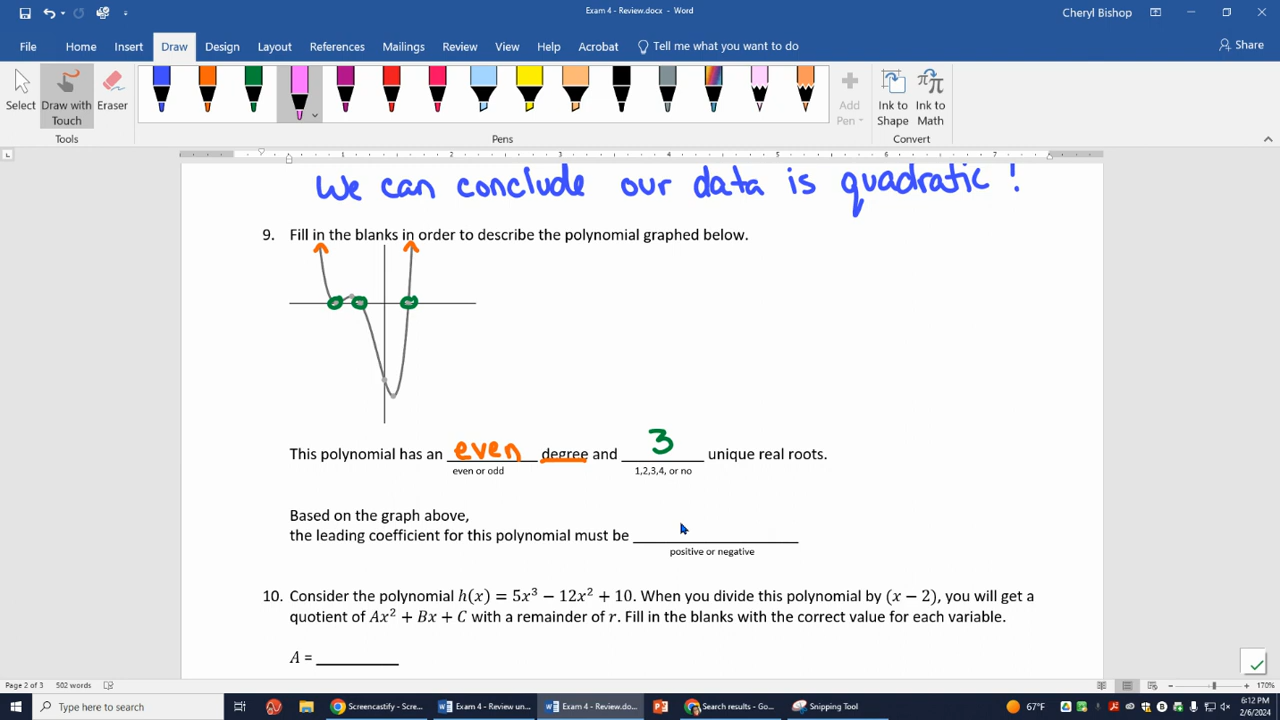 Exam 4 - Review.docx - Word
Cheryl Bishop
File Home Insert Draw Design Layout References Mailings Review View Help Acrobat Tell me what you want to do Share
Select Draw with Touch Eraser Add Pen Ink to Shape Ink to Math
Tools Pens Convert
1 2 3 4 5 6 7
We can conclude our data is quadratic !
9. Fill in the blanks in order to describe the polynomial graphed below.
This polynomial has an even degree and 3 unique real roots.
even or odd 1,2,3,4, or no
Based on the graph above,
the leading coefficient for this polynomial must be
positive or negative
10. Consider the polynomial h(x) = 5x³ − 12x² + 10. When you divide this polynomial by (x − 2), you will get a
quotient of Ax² + Bx + C with a remainder of r. Fill in the blanks with the correct value for each variable.
A =
Page 2 of 3 502 words 170%
Type here to search Screencastify - Scre... Exam 4 - Review un... Exam 4 - Review.do... Search results - Go... Snipping Tool 67°F 6:12 PM
2/6/2024